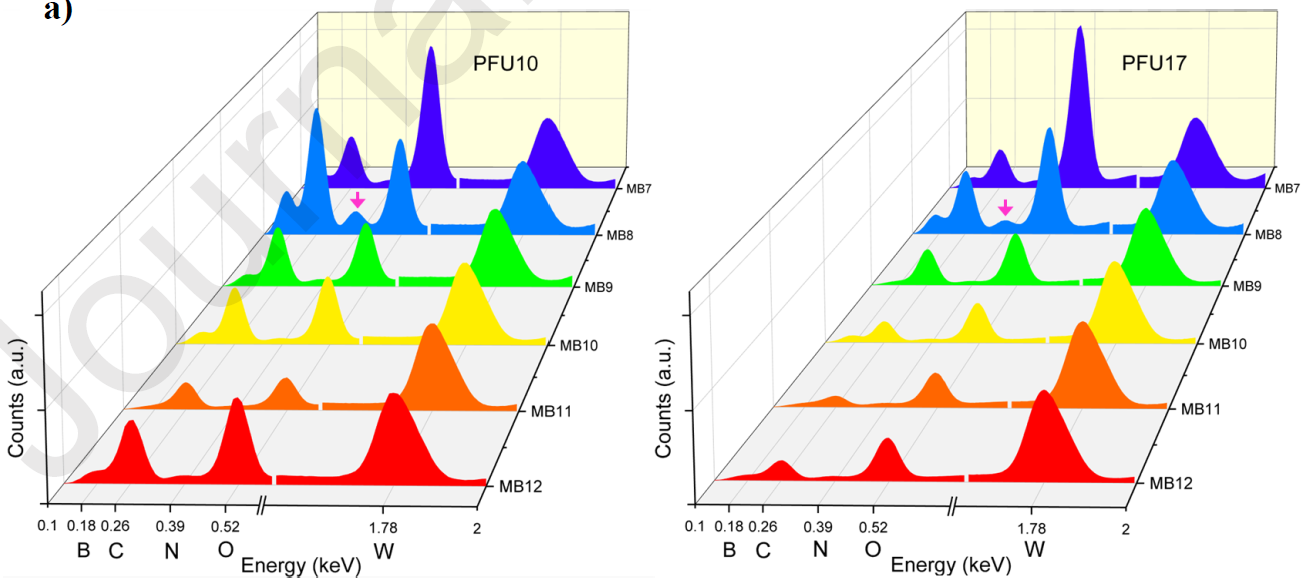 a)
Journa
PFU10
MB7
MB8
MB9
MB10
MB11
MB12
Counts (a.u.)
0.1 0.18 0.26 0.39 0.52 1.78 2
B C N O W
Energy (keV)
PFU17
MB7
MB8
MB9
MB10
MB11
MB12
Counts (a.u.)
0.1 0.18 0.26 0.39 0.52 1.78 2
B C N O W
Energy (keV)